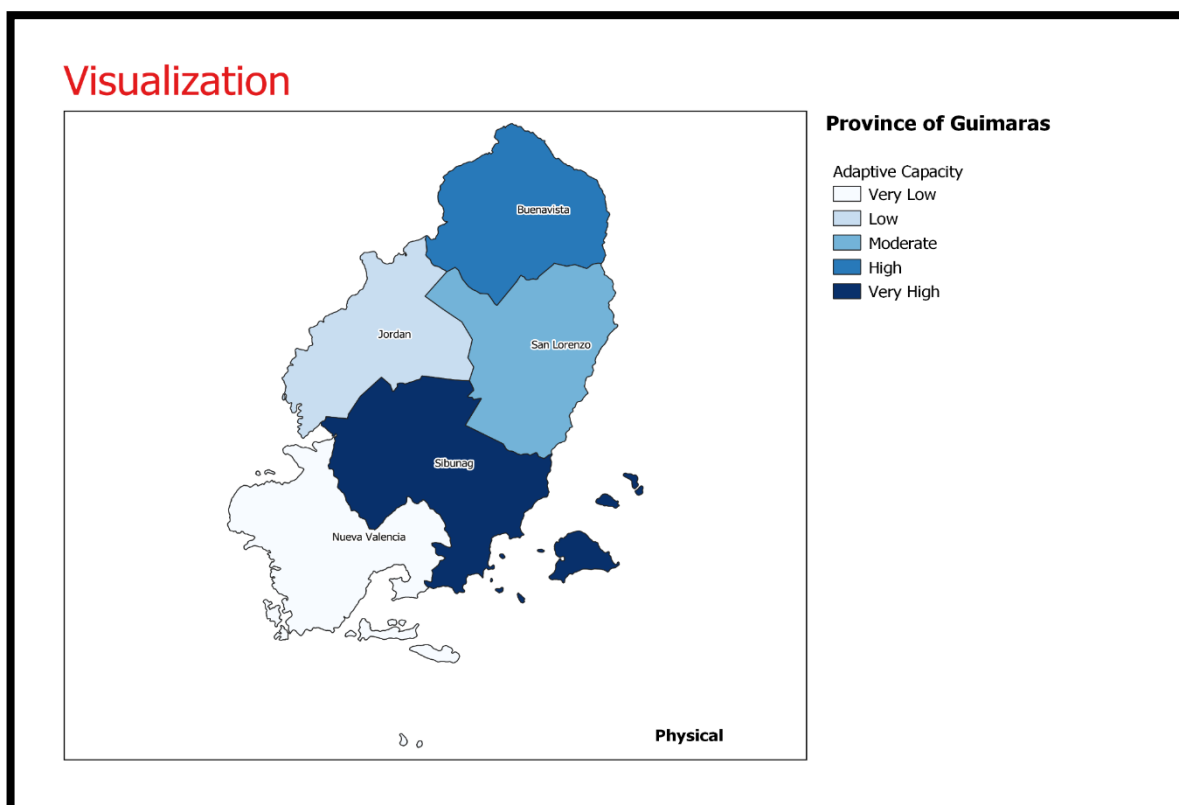 Visualization
Province of Guimaras
Adaptive Capacity
Very Low
Low
Moderate
High
Very High
Buenavista
Jordan
San Lorenzo
Sibunag
Nueva Valencia
Physical